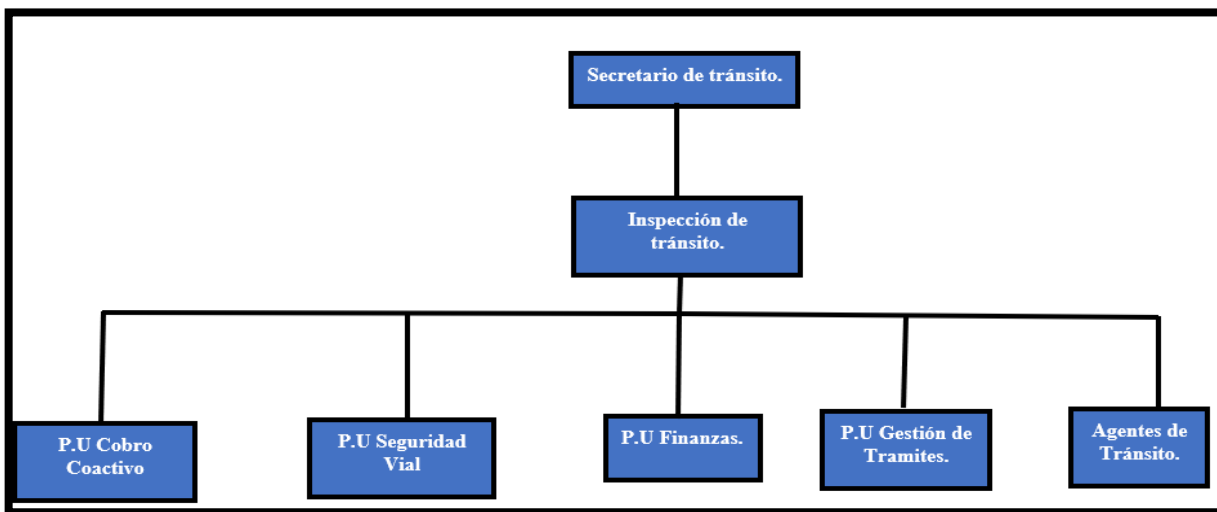 Secretario de tránsito.
Inspección de
tránsito.
P.U Cobro
Coactivo
P.U Seguridad
Vial
P.U Finanzas.
P.U Gestión de
Tramites.
Agentes de
Tránsito.